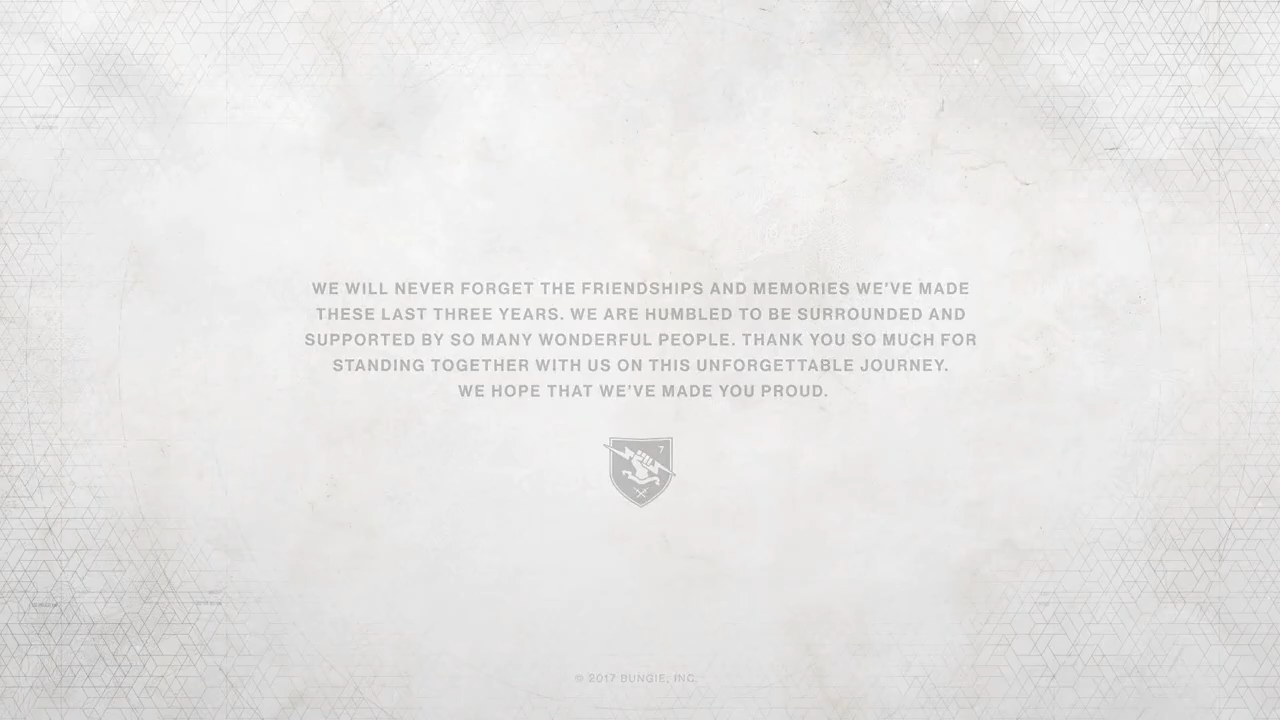 WE WILL NEVER FORGET THE FRIENDSHIPS AND MEMORIES WE'VE MADE
THESE LAST THREE YEARS. WE ARE HUMBLED TO BE SURROUNDED AND
SUPPORTED BY SO MANY WONDERFUL PEOPLE. THANK YOU SO MUCH FOR
STANDING TOGETHER WITH US ON THIS UNFORGETTABLE JOURNEY.
WE HOPE THAT WE'VE MADE YOU PROUD.
7
© 2017 BUNGIE, INC.